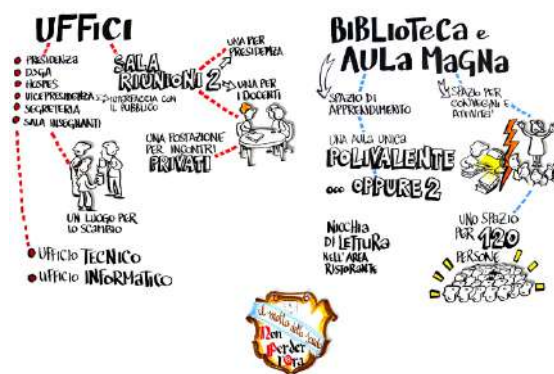 UFFICI
PRESIDENZA
DSGA
HOSPES
VICEPRESIDENZA
SEGRETERIA
SALA INSEGNANTI
INTERFACCIA CON
IL PUBBLICO
SALA
RIUNIONI 2
UNA PER
PRESIDENZA
UNA PER
I DOCENTI
UNA POSTAZIONE
PER INCONTRI
PRIVATI
UN LUOGO PER
LO SCAMBIO
UFFICIO TECNICO
UFFICIO INFORMATICO
BIBLIOTECA e
AULA MAGNA
SPAZIO DI
APPRENDIMENTO
SPAZIO PER
CONVEGNI E
ATTIVITÀ
UNA AULA UNICA
POLIVALENTE
... OPPURE 2
NICCHIA
DI LETTURA
NELL'AREA
RISTORANTE
UNO SPAZIO
PER 120
PERSONE
Non
Perder
l'Ora